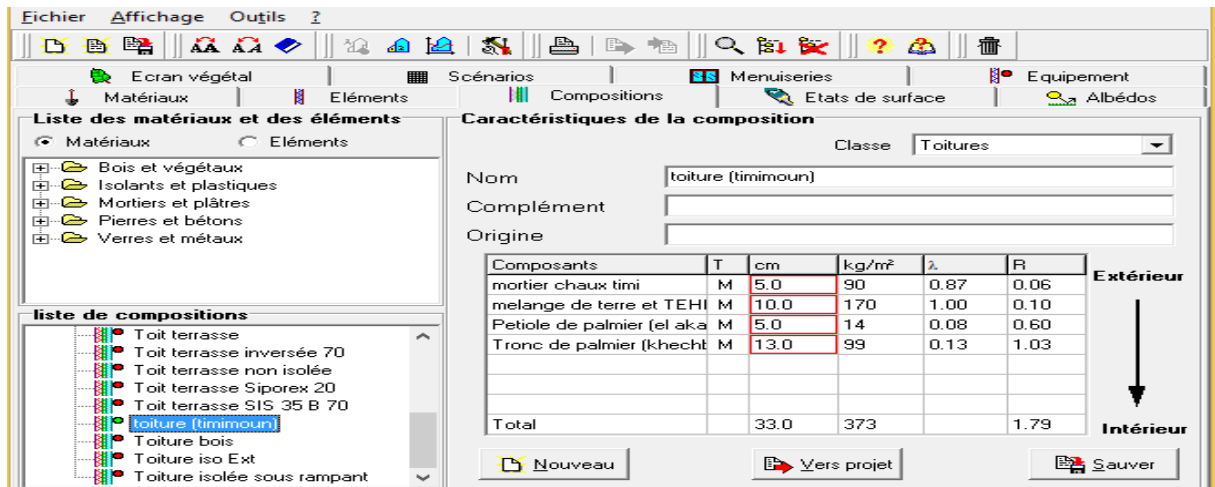 Fichier Affichage Outils ?
Ecran végétal Scénarios Menuiseries Equipement
Matériaux Eléments Compositions Etats de surface Albédos
Liste des matériaux et des éléments
Matériaux Eléments
Bois et végétaux
Isolants et plastiques
Mortiers et plâtres
Pierres et bétons
Verres et métaux
liste de compositions
Toit terrasse
Toit terrasse inversée 70
Toit terrasse non isolée
Toit terrasse Siporex 20
Toit terrasse SIS 35 B 70
toiture (timimoun)
Toiture bois
Toiture iso Ext
Toiture isolée sous rampant
Caractéristiques de la composition
Classe Toitures
Nom toiture (timimoun)
Complément
Origine
Composants T cm kg/m² λ R
mortier chaux timi M 5.0 90 0.87 0.06
melange de terre et TEHI M 10.0 170 1.00 0.10
Petiole de palmier (el aka M 5.0 14 0.08 0.60
Tronc de palmier (khecht M 13.0 99 0.13 1.03
Total 33.0 373 1.79
Extérieur
Intérieur
Nouveau Vers projet Sauver